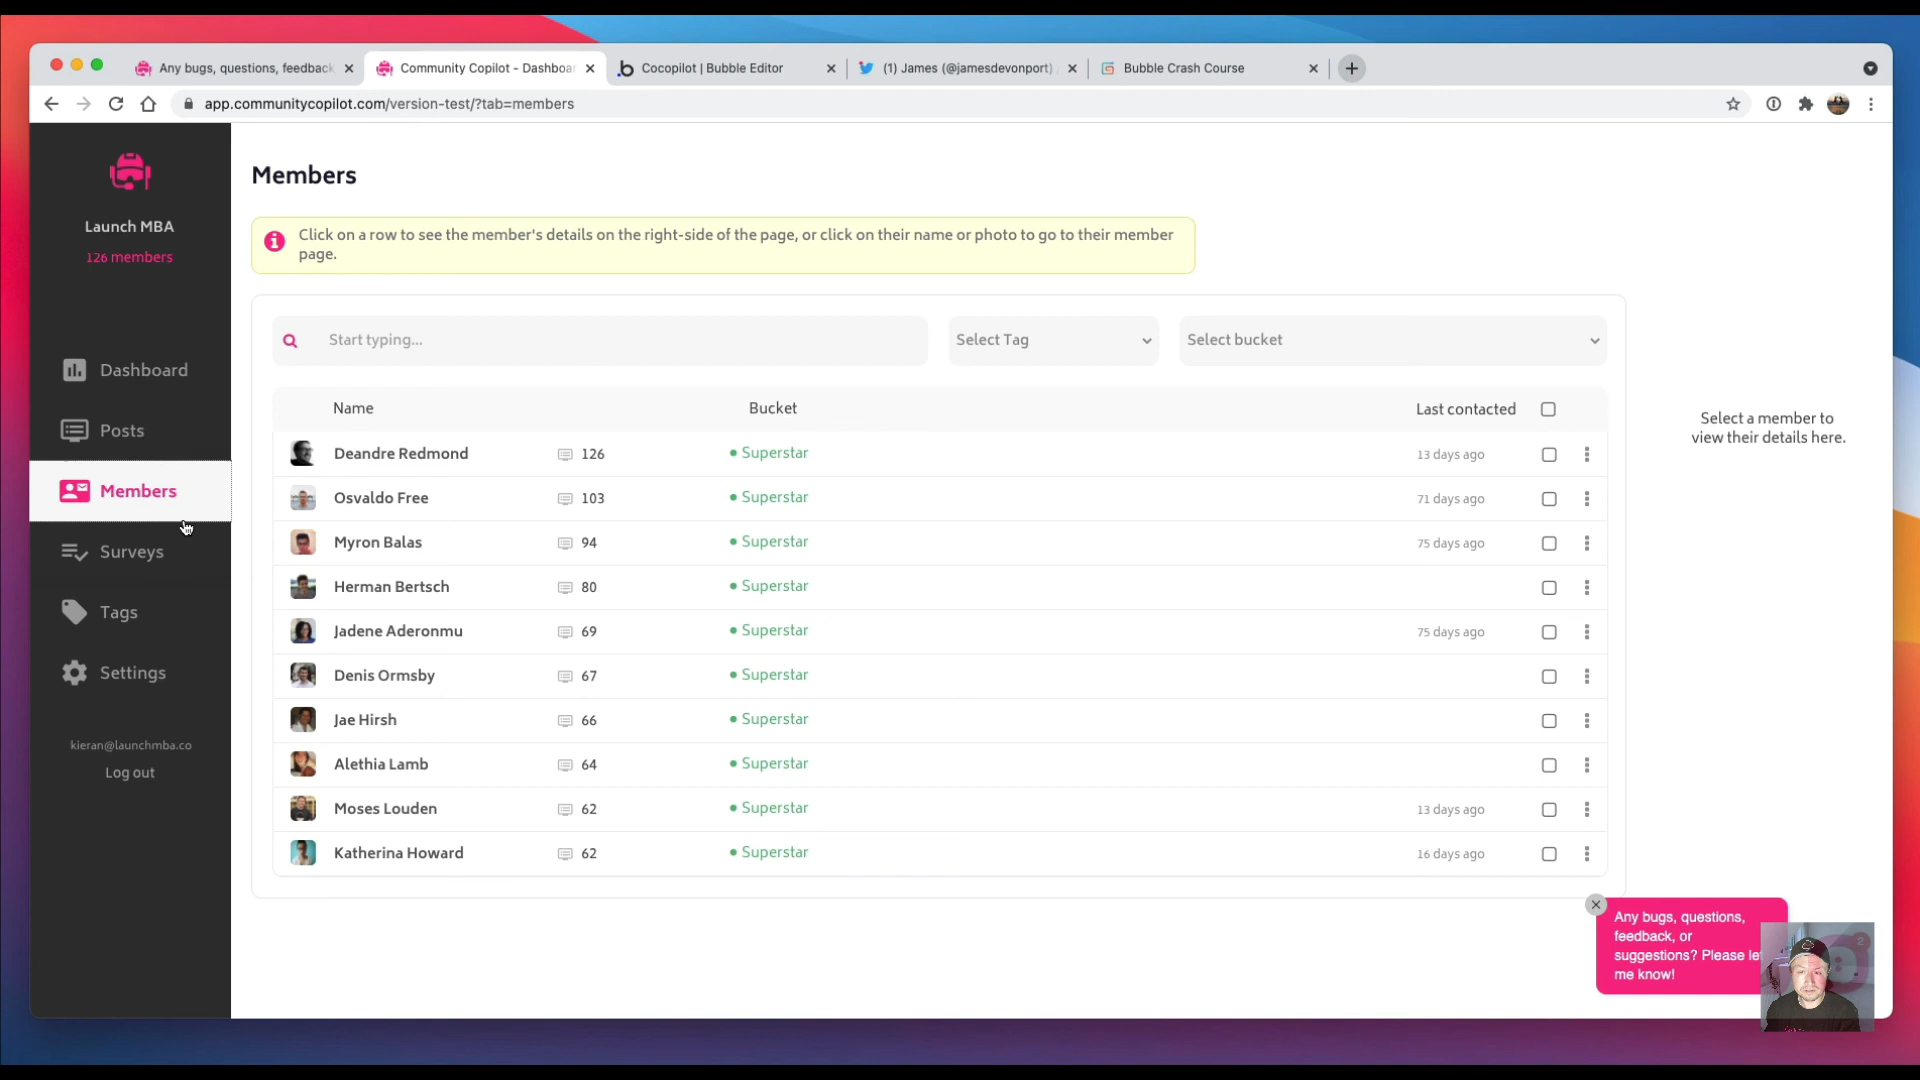 Any bugs, questions, feedback
Community Copilot - Dashboar
Cocopilot | Bubble Editor
(1) James (@jamesdevonport)
Bubble Crash Course
app.communitycopilot.com/version-test/?tab=members
Launch MBA
126 members
Dashboard
Posts
Members
Surveys
Tags
Settings
kieran@launchmba.co
Log out
Members
Click on a row to see the member's details on the right-side of the page, or click on their name or photo to go to their member
page.
Start typing...
Select Tag
Select bucket
Name Bucket Last contacted
Deandre Redmond 126 Superstar 13 days ago
Osvaldo Free 103 Superstar 71 days ago
Myron Balas 94 Superstar 75 days ago
Herman Bertsch 80 Superstar
Jadene Aderonmu 69 Superstar 75 days ago
Denis Ormsby 67 Superstar
Jae Hirsh 66 Superstar
Alethia Lamb 64 Superstar
Moses Louden 62 Superstar 13 days ago
Katherina Howard 62 Superstar 16 days ago
Select a member to
view their details here.
Any bugs, questions,
feedback, or
suggestions? Please let
me know!